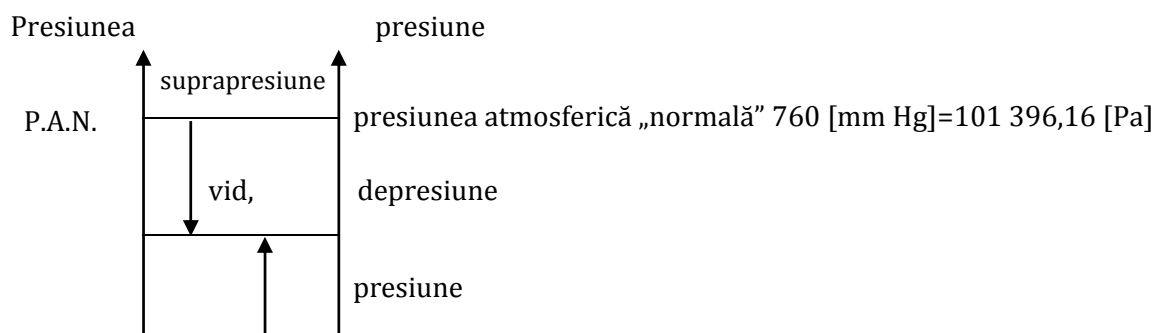 Presiunea presiune
suprapresiune
P.A.N. presiunea atmosferică „normală” 760 [mm Hg]=101 396,16 [Pa]
vid, depresiune
presiune